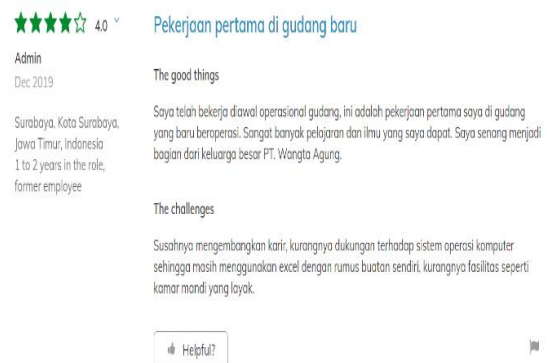 4.0
Pekerjaan pertama di gudang baru
Admin
Dec 2019
Surabaya, Kota Surabaya,
Jawa Timur, Indonesia
1 to 2 years in the role,
former employee
The good things
Saya telah bekerja diawal operasional gudang, ini adalah pekerjaan pertama saya di gudang
yang baru beroperasi. Sangat banyak pelajaran dan ilmu yang saya dapat. Saya senang menjadi
bagian dari keluarga besar PT. Wangta Agung.
The challenges
Susahnya mengembangkan karir, kurangnya dukungan terhadap sistem operasi komputer
sehingga masih menggunakan excel dengan rumus buatan sendiri, kurangnya fasilitas seperti
kamar mandi yang layak.
Helpful?